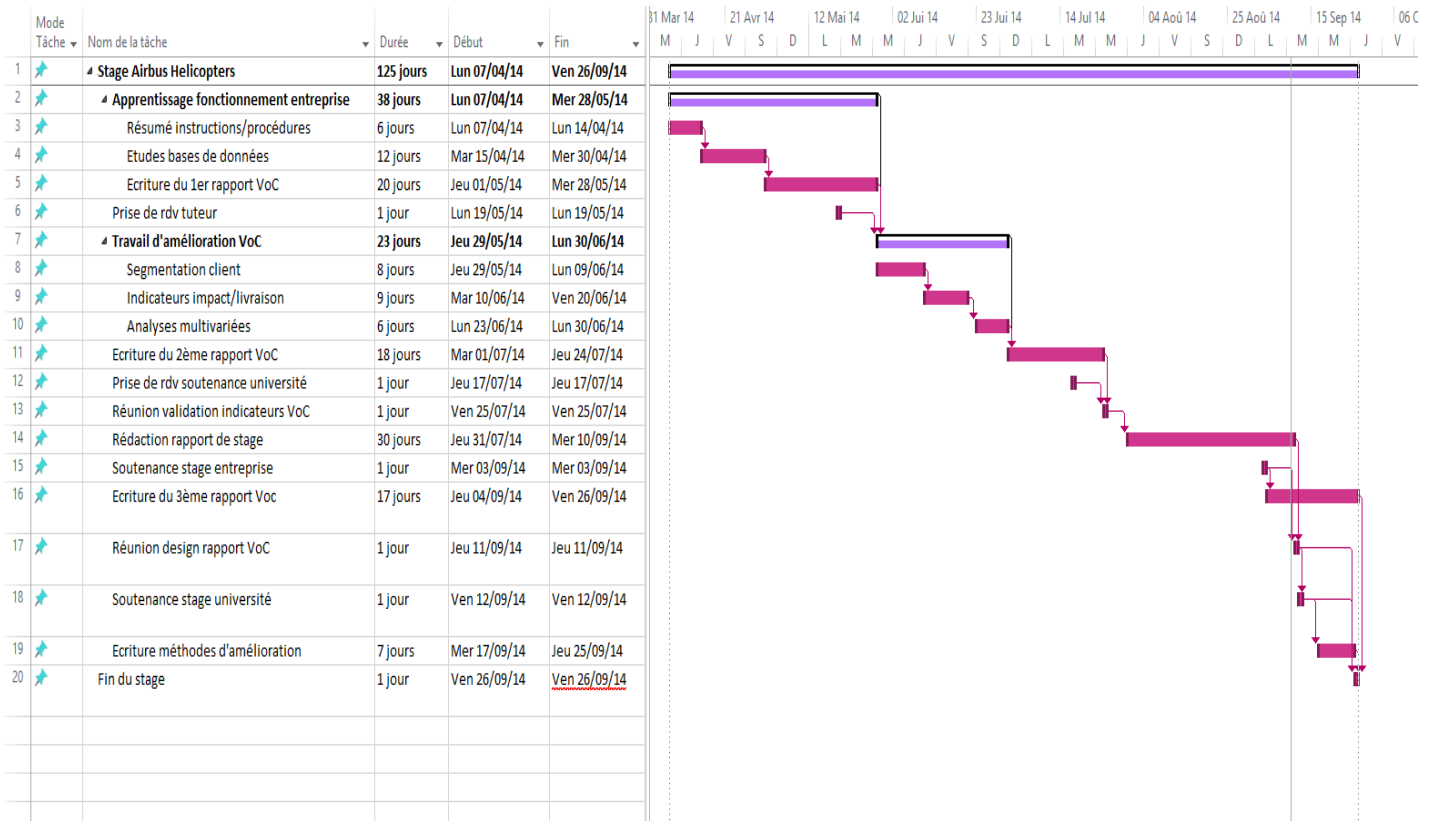 Mode
Tâche Nom de la tâche Durée Début Fin
31 Mar 14 21 Avr 14 12 Mai 14 02 Jui 14 23 Jui 14 14 Jul 14 04 Aoû 14 25 Aoû 14 15 Sep 14 06 O
M J V S D L M M J V S D L M M J V S D L M M J V
1 Stage Airbus Helicopters 125 jours Lun 07/04/14 Ven 26/09/14
2 Apprentissage fonctionnement entreprise 38 jours Lun 07/04/14 Mer 28/05/14
3 Résumé instructions/procédures 6 jours Lun 07/04/14 Lun 14/04/14
4 Etudes bases de données 12 jours Mar 15/04/14 Mer 30/04/14
5 Ecriture du 1er rapport VoC 20 jours Jeu 01/05/14 Mer 28/05/14
6 Prise de rdv tuteur 1 jour Lun 19/05/14 Lun 19/05/14
7 Travail d'amélioration VoC 23 jours Jeu 29/05/14 Lun 30/06/14
8 Segmentation client 8 jours Jeu 29/05/14 Lun 09/06/14
9 Indicateurs impact/livraison 9 jours Mar 10/06/14 Ven 20/06/14
10 Analyses multivariées 6 jours Lun 23/06/14 Lun 30/06/14
11 Ecriture du 2ème rapport VoC 18 jours Mar 01/07/14 Jeu 24/07/14
12 Prise de rdv soutenance université 1 jour Jeu 17/07/14 Jeu 17/07/14
13 Réunion validation indicateurs VoC 1 jour Ven 25/07/14 Ven 25/07/14
14 Rédaction rapport de stage 30 jours Jeu 31/07/14 Mer 10/09/14
15 Soutenance stage entreprise 1 jour Mer 03/09/14 Mer 03/09/14
16 Ecriture du 3ème rapport Voc 17 jours Jeu 04/09/14 Ven 26/09/14
17 Réunion design rapport VoC 1 jour Jeu 11/09/14 Jeu 11/09/14
18 Soutenance stage université 1 jour Ven 12/09/14 Ven 12/09/14
19 Ecriture méthodes d'amélioration 7 jours Mer 17/09/14 Jeu 25/09/14
20 Fin du stage 1 jour Ven 26/09/14 Ven 26/09/14